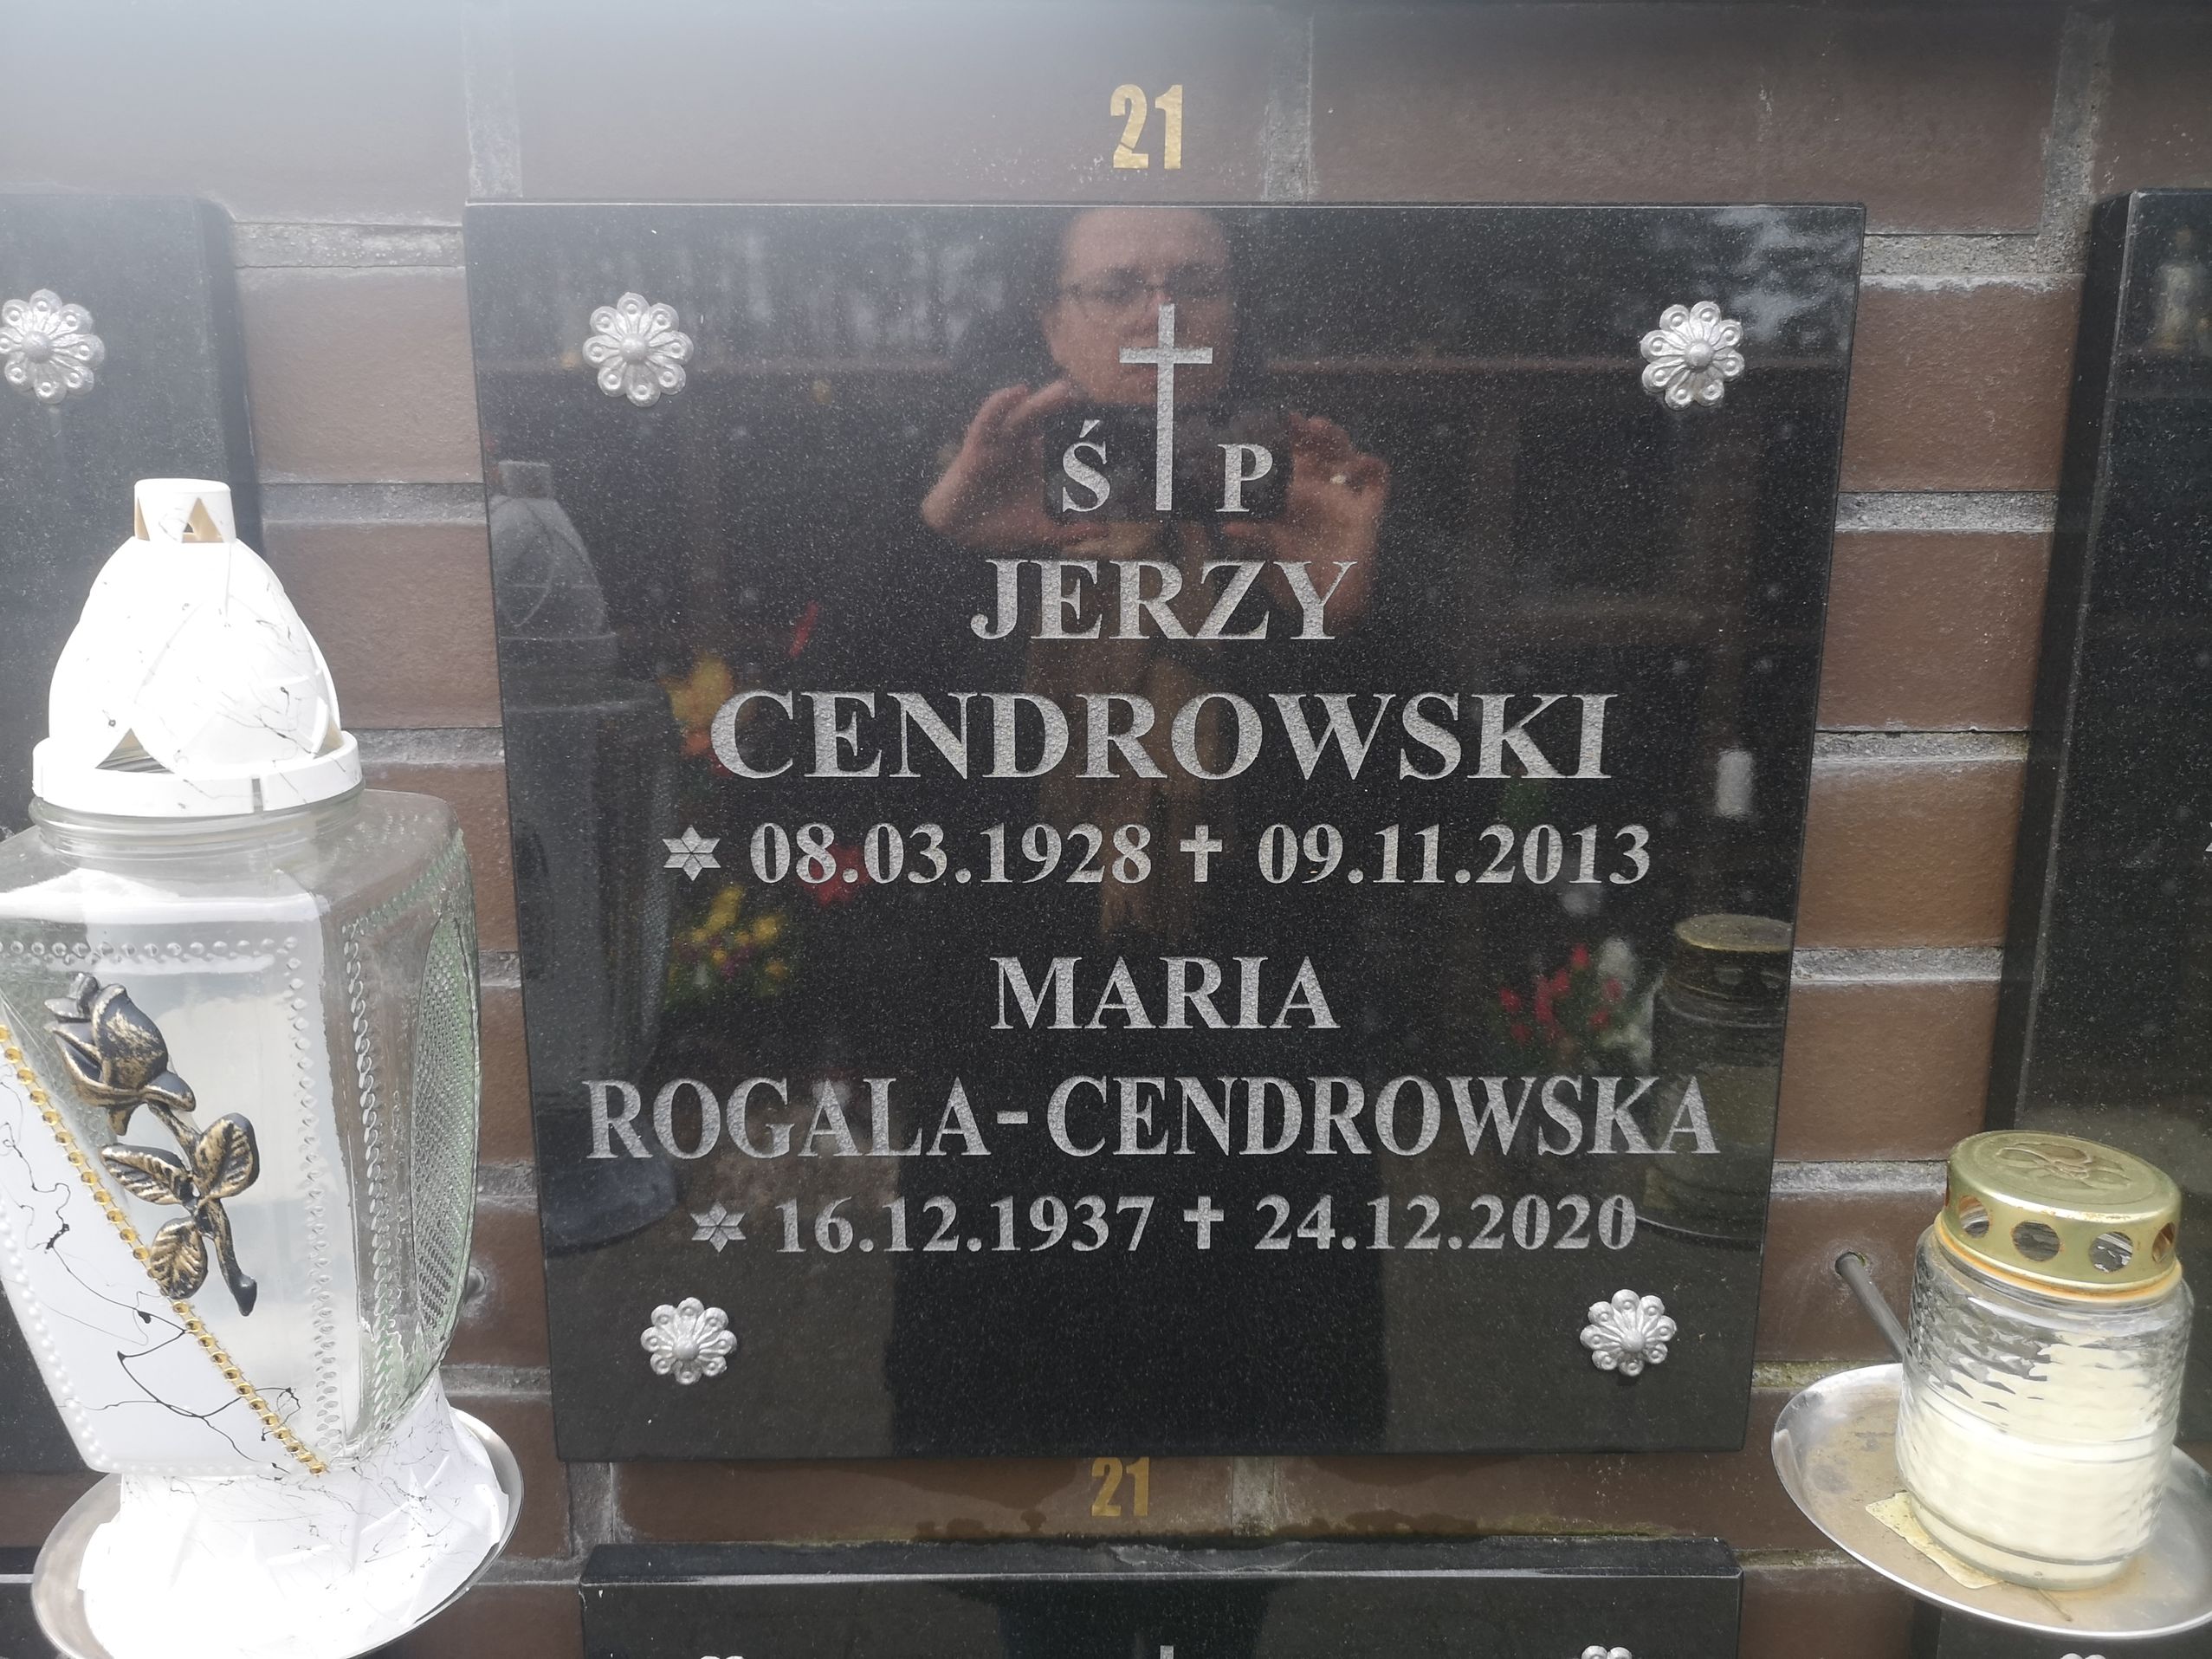 21
Ś P
JERZY
CENDROWSKI
08.03.1928 09.11.2013
MARIA
ROGALA-CENDROWSKA
16.12.1937 24.12.2020
21